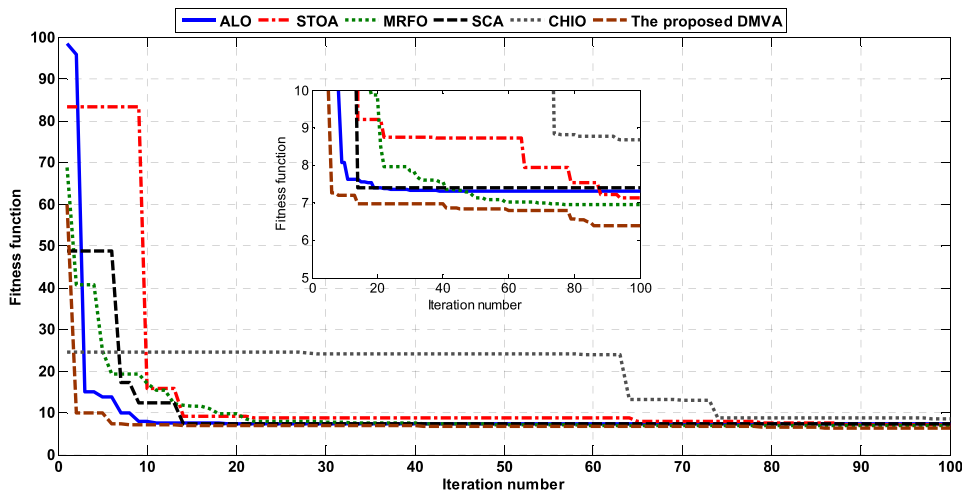 ALO STOA MRFO SCA CHIO The proposed DMVA
Fitness function
100
90
80
70
60
50
40
30
20
10
0
0 10 20 30 40 50 60 70 80 90 100
Iteration number
Fitness function
10
9
8
7
6
5
0 20 40 60 80 100
Iteration number